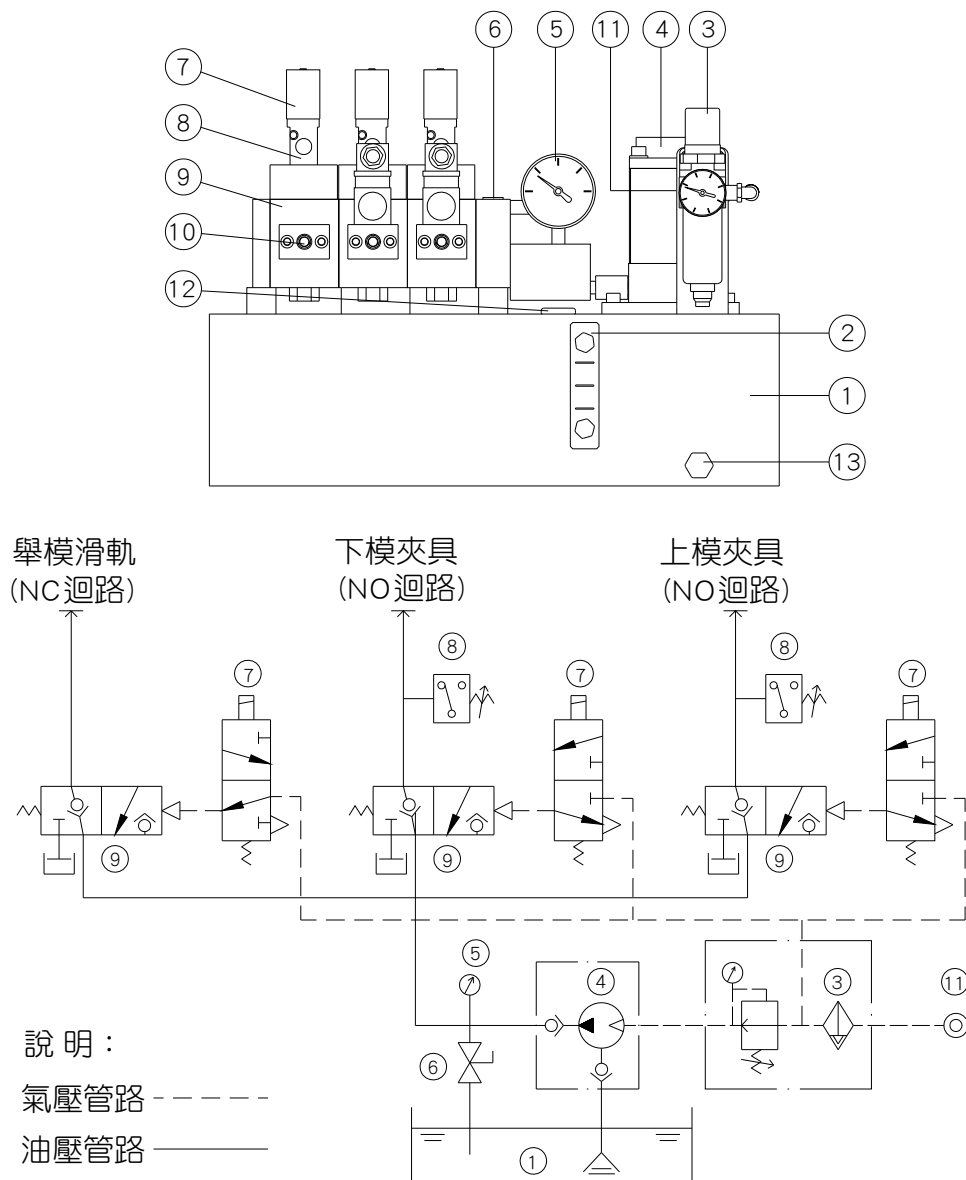 ⑥ ⑤ ⑪ ④ ③
⑦
⑧
⑨
⑩
⑫
②
①
⑬
舉模滑軌
(NC迴路)
下模夾具
(NO迴路)
上模夾具
(NO迴路)
⑧ ⑧
⑦ ⑦ ⑦
⑨ ⑨ ⑨
⑤ ④ ③ ⑪
⑥
①
說明：
氣壓管路
油壓管路